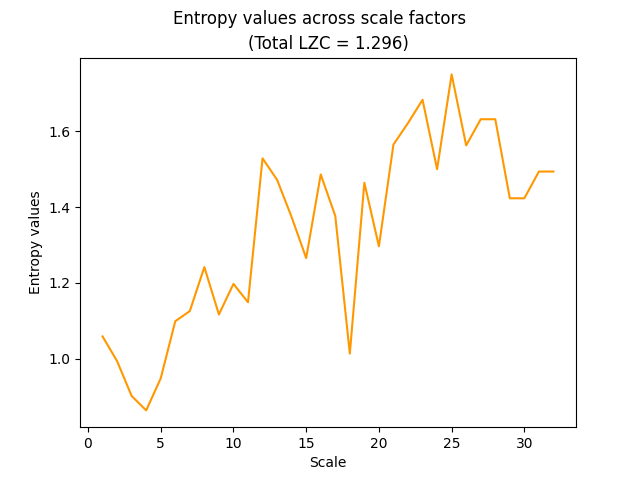 Entropy values across scale factors
(Total LZC = 1.296)
1.6
1.4
1.2
1.0
Entropy values
0
5
10
15
20
25
30
Scale